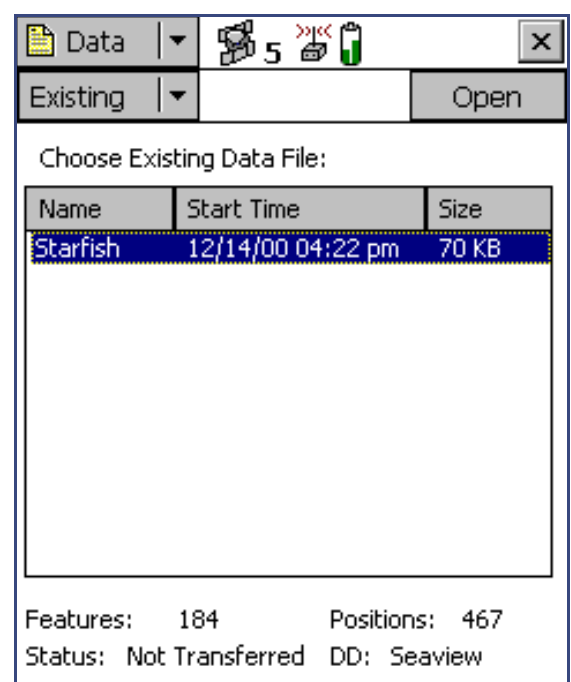 Data 5
Existing Open
Choose Existing Data File:
Name Start Time Size
Starfish 12/14/00 04:22 pm 70 KB
Features: 184 Positions: 467
Status: Not Transferred DD: Seaview